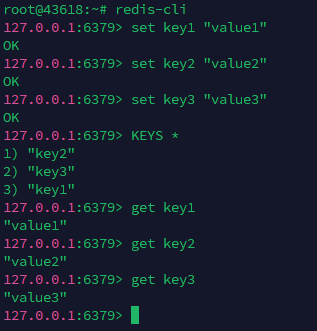 root@43618:~# redis-cli
127.0.0.1:6379> set key1 "value1"
OK
127.0.0.1:6379> set key2 "value2"
OK
127.0.0.1:6379> set key3 "value3"
OK
127.0.0.1:6379> KEYS *
1) "key2"
2) "key3"
3) "key1"
127.0.0.1:6379> get key1
"value1"
127.0.0.1:6379> get key2
"value2"
127.0.0.1:6379> get key3
"value3"
127.0.0.1:6379>